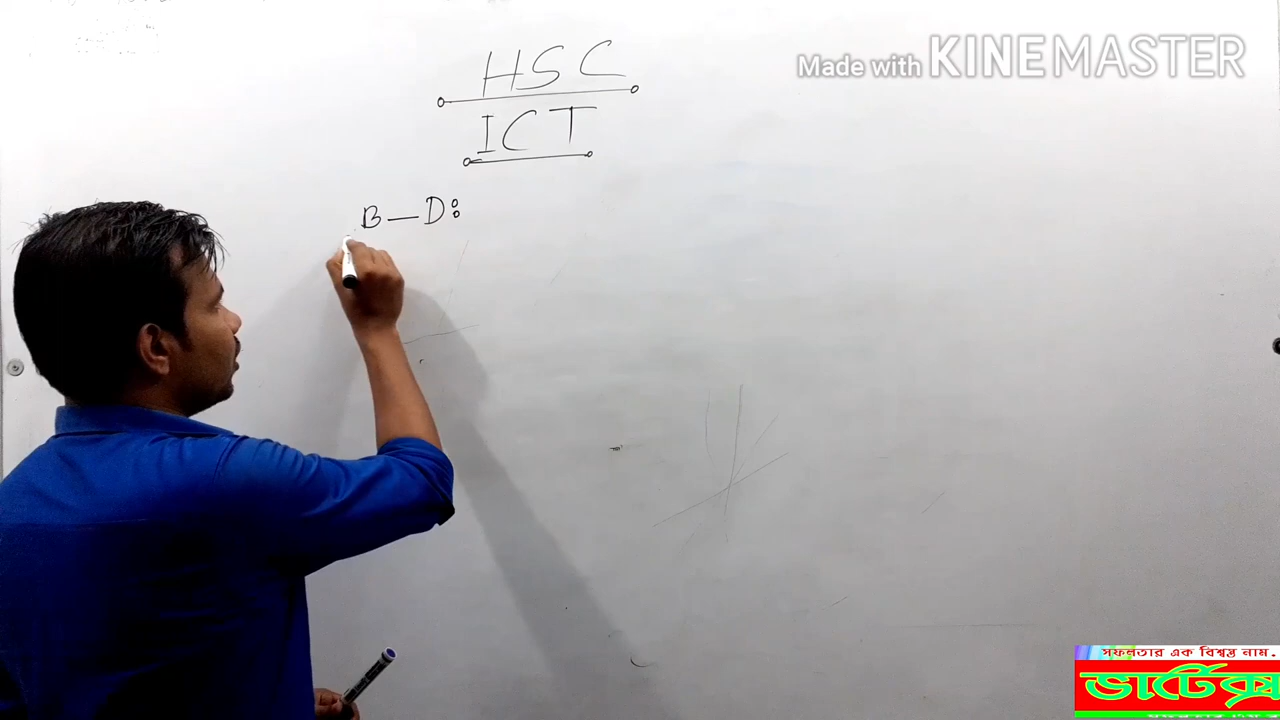 HSC
Made with KINEMASTER
ICT
B — D:
সফলতার এক বিশ্বস্ত নাম.
ভার্টেক্স